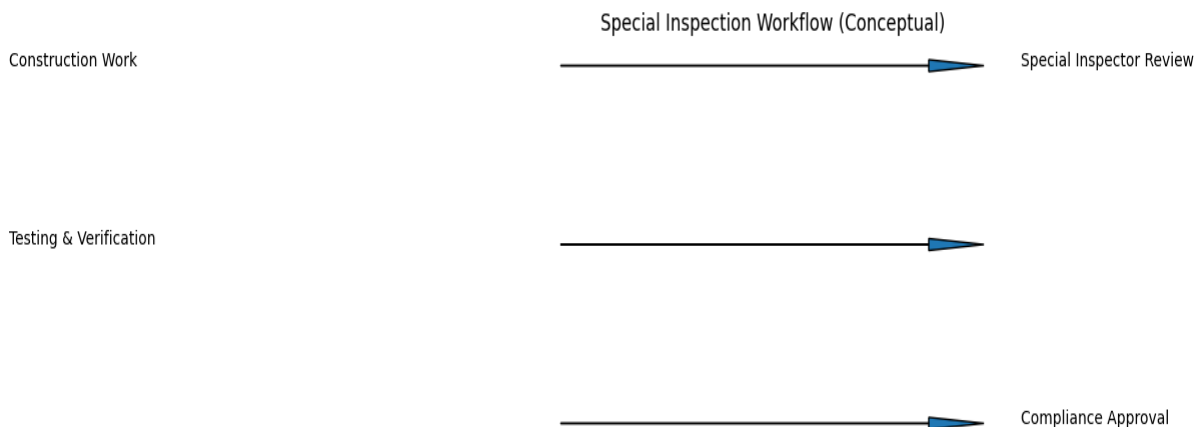 Special Inspection Workflow (Conceptual)
Construction Work
Special Inspector Review
Testing & Verification
Compliance Approval